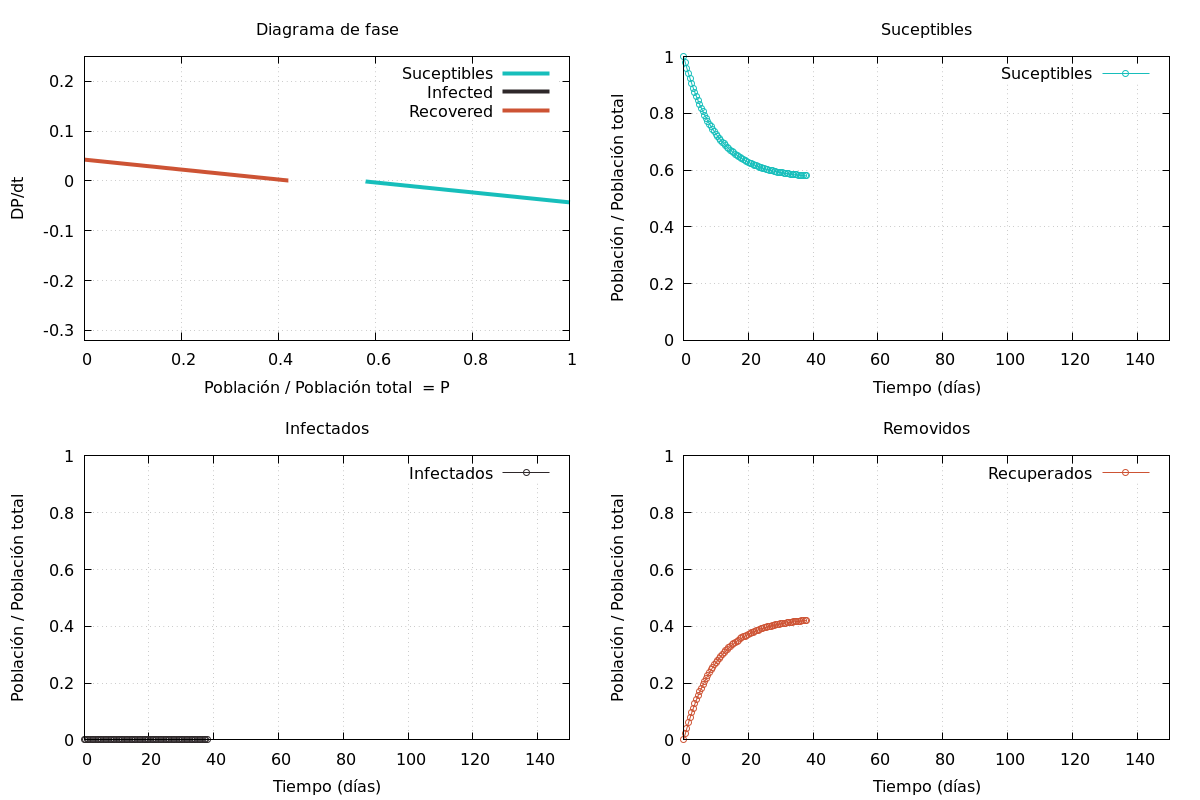 Diagrama de fase
Suceptibles
Infected
Recovered
0.2
0.1
0
-0.1
-0.2
-0.3
DP/dt
0 0.2 0.4 0.6 0.8 1
Población / Población total = P
Suceptibles
Suceptibles
1
0.8
0.6
0.4
0.2
0
Población / Población total
0 20 40 60 80 100 120 140
Tiempo (días)
Infectados
Infectados
1
0.8
0.6
0.4
0.2
0
Población / Población total
0 20 40 60 80 100 120 140
Tiempo (días)
Removidos
Recuperados
1
0.8
0.6
0.4
0.2
0
Población / Población total
0 20 40 60 80 100 120 140
Tiempo (días)